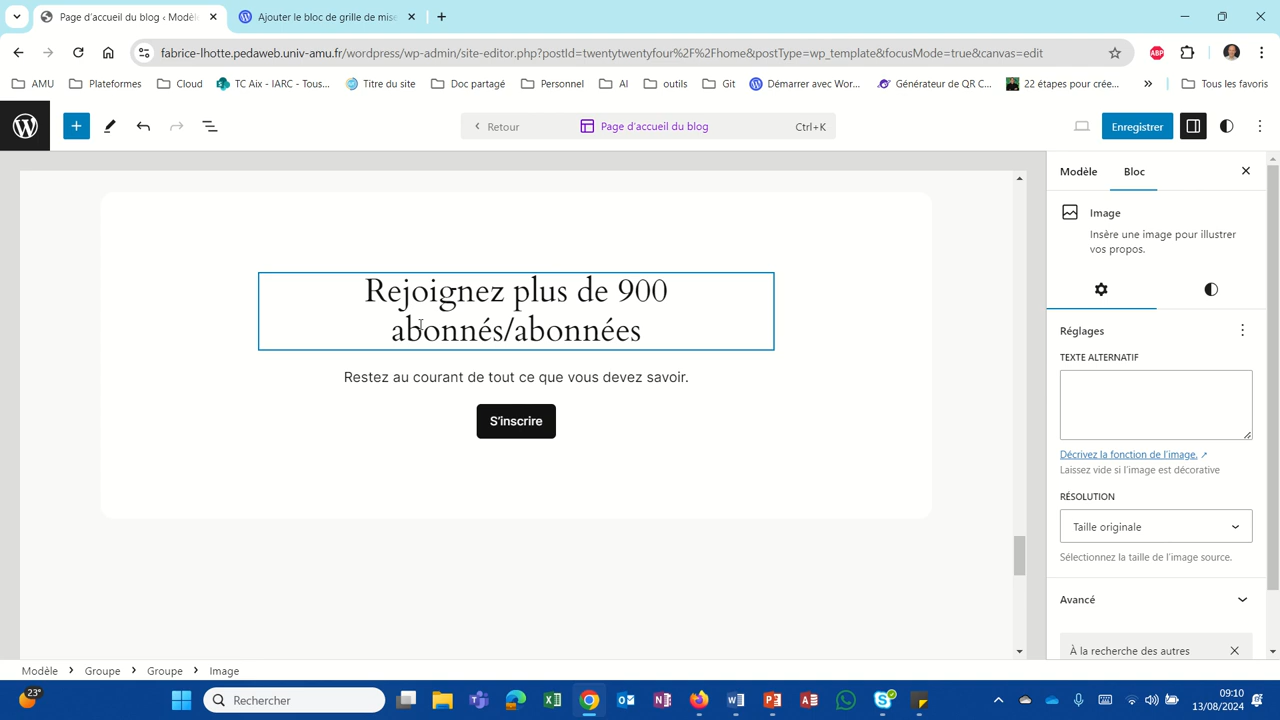 Page d'accueil du blog ‹ Modèl
Ajouter le bloc de grille de mise
fabrice-lhotte.pedaweb.univ-amu.fr/wordpress/wp-admin/site-editor.php?postId=twentytwentyfour%2F%2Fhome&postType=wp_template&focusMode=true&canvas=edit
ABP
AMU
Plateformes
Cloud
TC Aix - IARC - Tous...
Titre du site
Doc partagé
Personnel
AI
outils
Git
Démarrer avec Wor...
Générateur de QR C...
22 étapes pour crée...
»
Tous les favoris
Retour
Page d'accueil du blog
Ctrl+K
Enregistrer
Modèle
Bloc
Image
Insère une image pour illustrer
vos propos.
Rejoignez plus de 900
abonnés/abonnées
Restez au courant de tout ce que vous devez savoir.
S'inscrire
Réglages
TEXTE ALTERNATIF
Décrivez la fonction de l'image. ↗
Laissez vide si l'image est décorative
RÉSOLUTION
Taille originale
Sélectionnez la taille de l'image source.
Avancé
À la recherche des autres
Modèle
Groupe
Groupe
Image
23°
Rechercher
09:10
13/08/2024